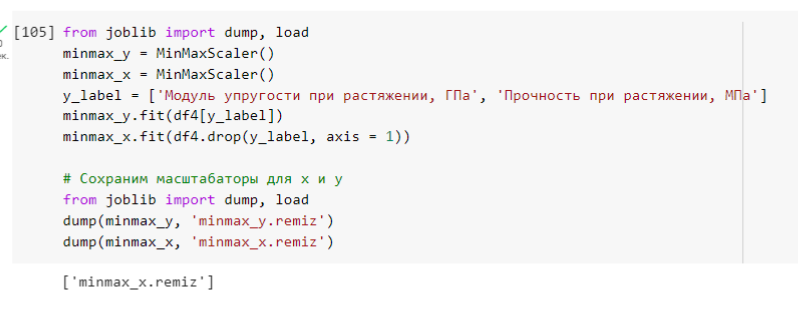 [105] from joblib import dump, load
minmax_y = MinMaxScaler()
minmax_x = MinMaxScaler()
y_label = ['Модуль упругости при растяжении, ГПа', 'Прочность при растяжении, МПа']
minmax_y.fit(df4[y_label])
minmax_x.fit(df4.drop(y_label, axis = 1))
# Сохраним масштабаторы для x и y
from joblib import dump, load
dump(minmax_y, 'minmax_y.remiz')
dump(minmax_x, 'minmax_x.remiz')
['minmax_x.remiz']